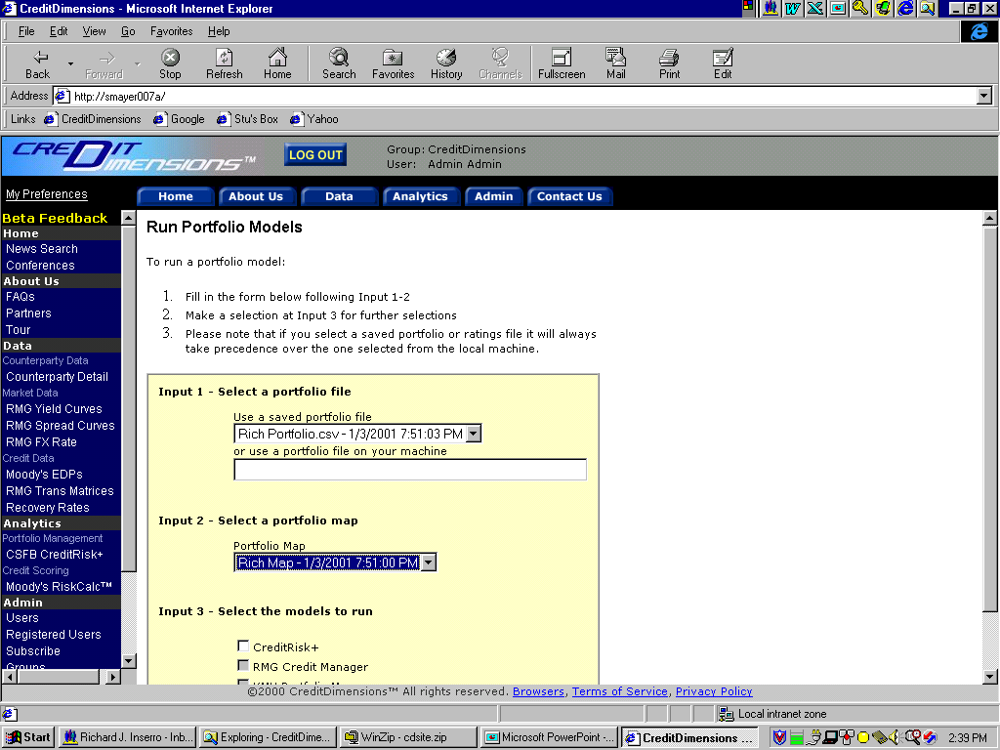 CreditDimensions - Microsoft Internet Explorer
File Edit View Go Favorites Help
Back Forward Stop Refresh Home Search Favorites History Channels Fullscreen Mail Print Edit
Address http://smayer007a/
Links CreditDimensions Google Stu's Box Yahoo
CREDIT DIMENSIONS™
LOG OUT
Group: CreditDimensions
User: Admin Admin
My Preferences
Home About Us Data Analytics Admin Contact Us
Beta Feedback
Home
News Search
Conferences
About Us
FAQs
Partners
Tour
Data
Counterparty Data
Counterparty Detail
Market Data
RMG Yield Curves
RMG Spread Curves
RMG FX Rate
Credit Data
Moody's EDPs
RMG Trans Matrices
Recovery Rates
Analytics
Portfolio Management
CSFB CreditRisk+
Credit Scoring
Moody's RiskCalc™
Admin
Users
Registered Users
Subscribe
Groups
Run Portfolio Models
To run a portfolio model:
1. Fill in the form below following Input 1-2
2. Make a selection at Input 3 for further selections
3. Please note that if you select a saved portfolio or ratings file it will always
take precedence over the one selected from the local machine.
Input 1 - Select a portfolio file
Use a saved portfolio file
Rich Portfolio.csv - 1/3/2001 7:51:03 PM
or use a portfolio file on your machine
Input 2 - Select a portfolio map
Portfolio Map
Rich Map - 1/3/2001 7:51:00 PM
Input 3 - Select the models to run
CreditRisk+
RMG Credit Manager
©2000 CreditDimensions™ All rights reserved. Browsers, Terms of Service, Privacy Policy
Local intranet zone
Start Richard J. Inserro - Inb... Exploring - CreditDime... WinZip - cdsite.zip Microsoft PowerPoint -... CreditDimensions ... 2:39 PM